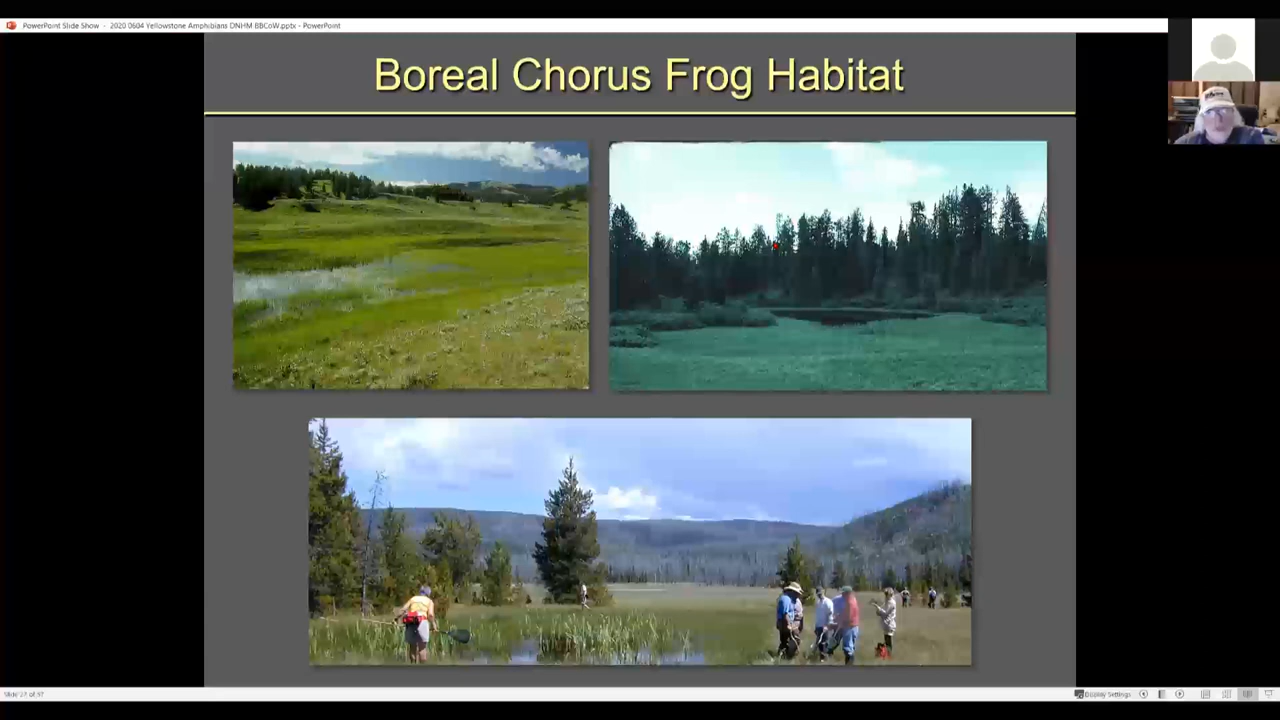 PowerPoint Slide Show - 2020 0604 Yellowstone Amphibians DNHM BBCoW.pptx - PowerPoint
Boreal Chorus Frog Habitat
Display Settings